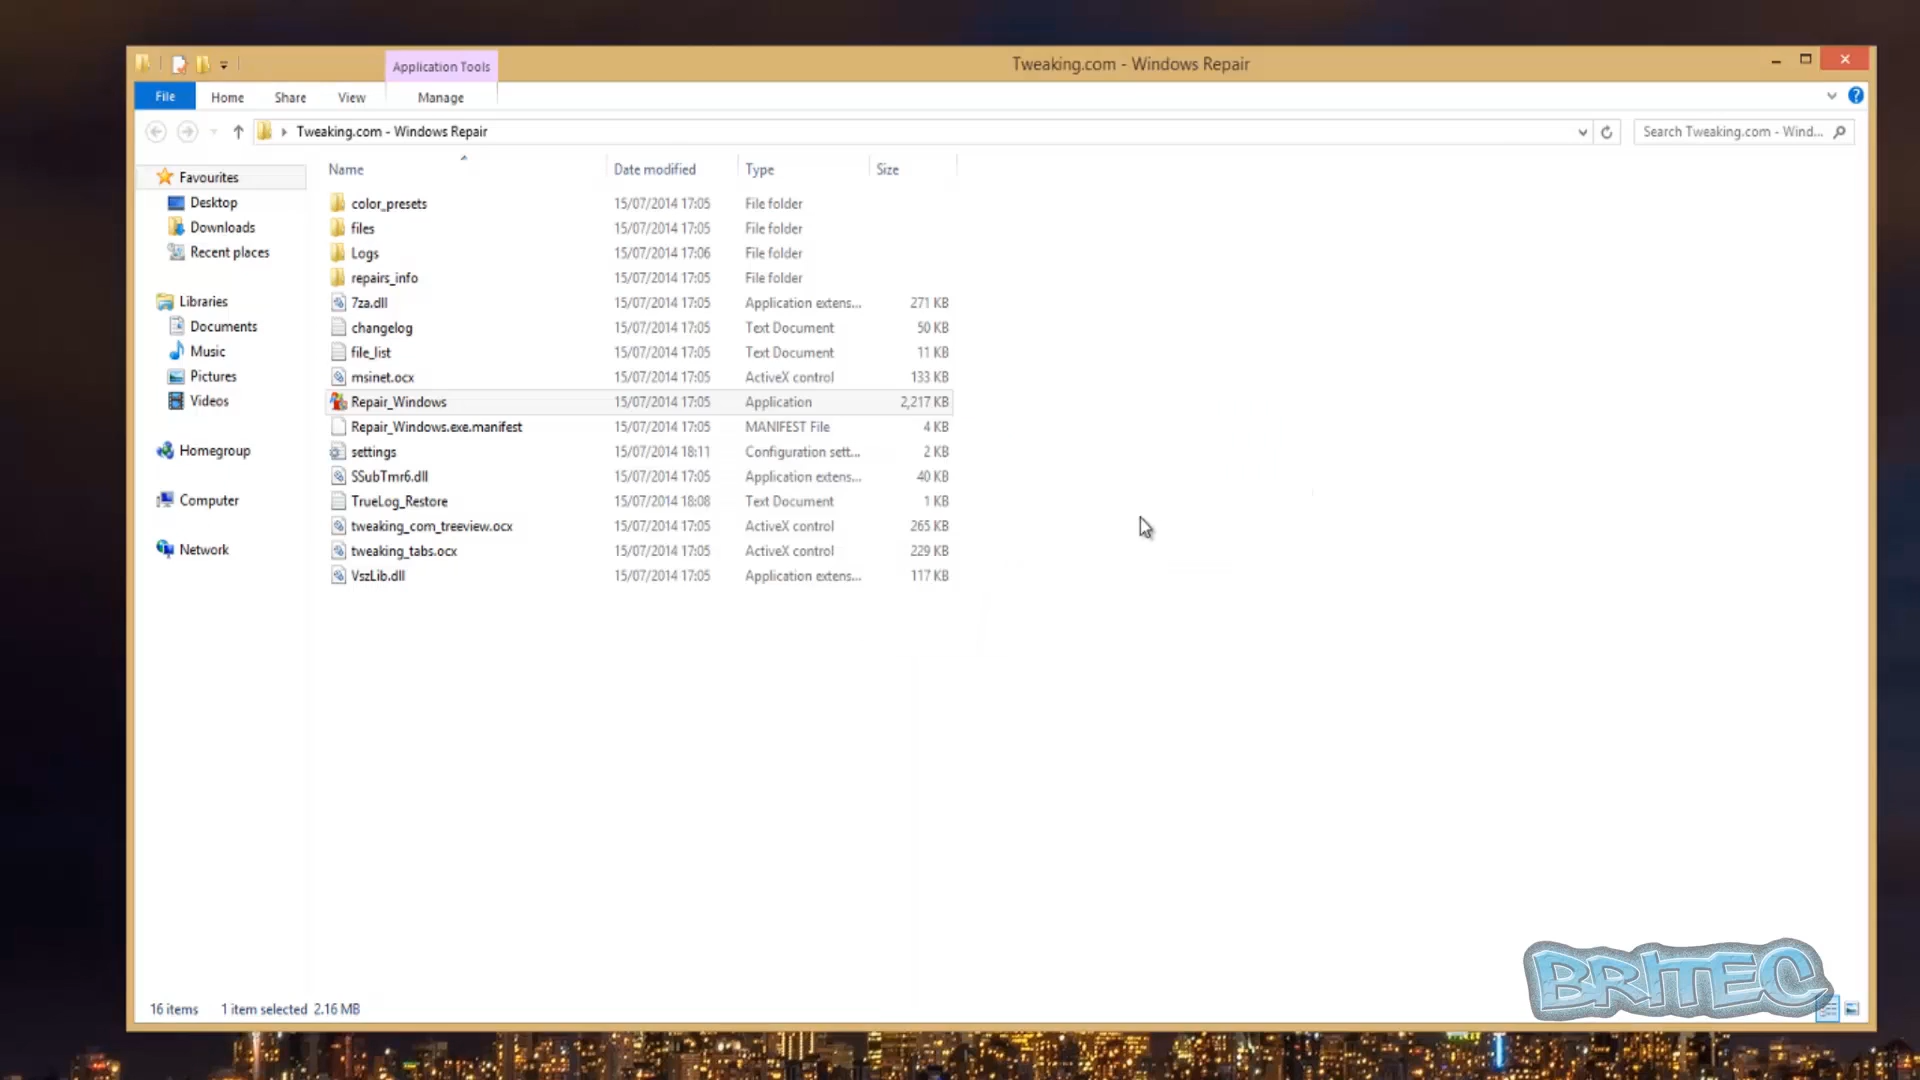 Application Tools
Tweaking.com - Windows Repair
File Home Share View Manage
Tweaking.com - Windows Repair
Search Tweaking.com - Wind...
Name Date modified Type Size
Favourites
Desktop
Downloads
Recent places
Libraries
Documents
Music
Pictures
Videos
Homegroup
Computer
Network
color_presets 15/07/2014 17:05 File folder
files 15/07/2014 17:05 File folder
Logs 15/07/2014 17:06 File folder
repairs_info 15/07/2014 17:05 File folder
7za.dll 15/07/2014 17:05 Application extens... 271 KB
changelog 15/07/2014 17:05 Text Document 50 KB
file_list 15/07/2014 17:05 Text Document 11 KB
msinet.ocx 15/07/2014 17:05 ActiveX control 133 KB
Repair_Windows 15/07/2014 17:05 Application 2,217 KB
Repair_Windows.exe.manifest 15/07/2014 17:05 MANIFEST File 4 KB
settings 15/07/2014 18:11 Configuration sett... 2 KB
SSubTmr6.dll 15/07/2014 17:05 Application extens... 40 KB
TrueLog_Restore 15/07/2014 18:08 Text Document 1 KB
tweaking_com_treeview.ocx 15/07/2014 17:05 ActiveX control 265 KB
tweaking_tabs.ocx 15/07/2014 17:05 ActiveX control 229 KB
VszLib.dll 15/07/2014 17:05 Application extens... 117 KB
16 items 1 item selected 2.16 MB
BRITEC